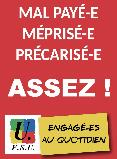 MAL PAYÉ-E
MÉPRISÉ-E
PRÉCARISÉ-E
ASSEZ !
U
F.S.U.
ENGAGÉ-ES
AU QUOTIDIEN